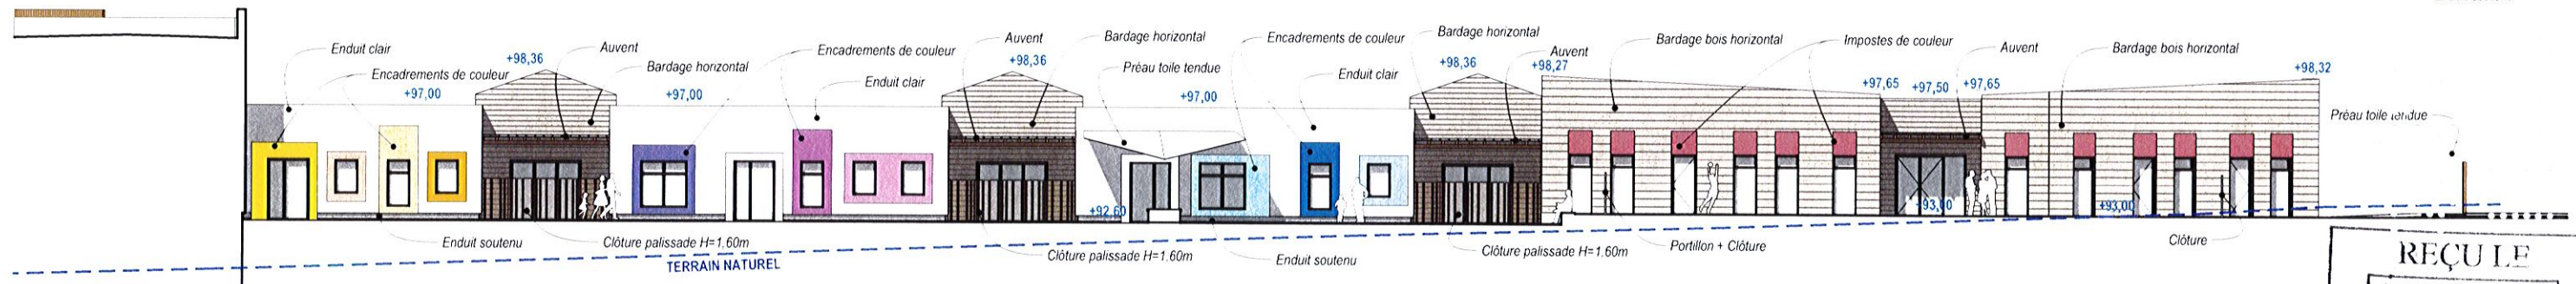 Enduit clair
Encadrements de couleur
+97,00
+98,36
Auvent
Bardage horizontal
+97,00
Encadrements de couleur
Enduit clair
Auvent
+98,36
Bardage horizontal
Préau toile tendue
+97,00
Encadrements de couleur
Enduit clair
Bardage horizontal
+98,36
Auvent
+98,27
Bardage bois horizontal
Impostes de couleur
+97,65
+97,50
+97,65
Auvent
Bardage bois horizontal
+98,32
Préau toile tendue
+92,60
+93,00
+93,00
Enduit soutenu
Clôture palissade H=1.60m
TERRAIN NATUREL
Clôture palissade H=1.60m
Enduit soutenu
Clôture palissade H=1.60m
Portillon + Clôture
Clôture
REÇU LE